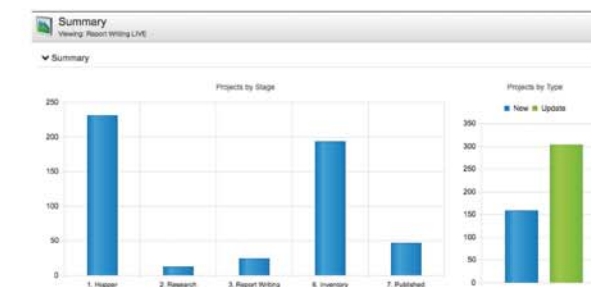 Summary
Viewing: Report Writing LIVE
Summary
Projects by Stage
250
200
150
100
50
0
1. Hopper
2. Research
3. Report Writing
6. Inventory
7. Published
Projects by Type
New Update
350
300
250
200
150
100
50
0